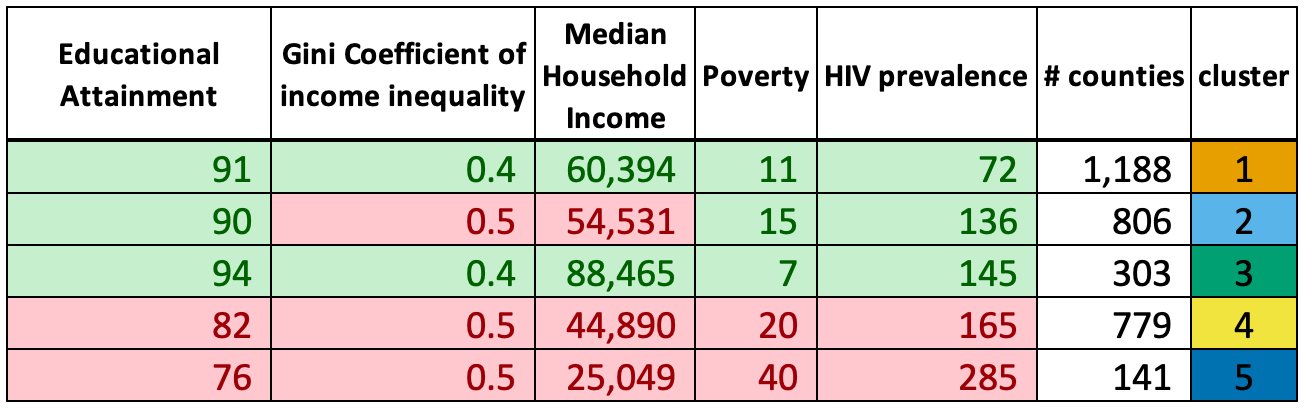 Educational Attainment Gini Coefficient of income inequality Median Household Income Poverty HIV prevalence # counties cluster
91 0.4 60,394 11 72 1,188 1
90 0.5 54,531 15 136 806 2
94 0.4 88,465 7 145 303 3
82 0.5 44,890 20 165 779 4
76 0.5 25,049 40 285 141 5